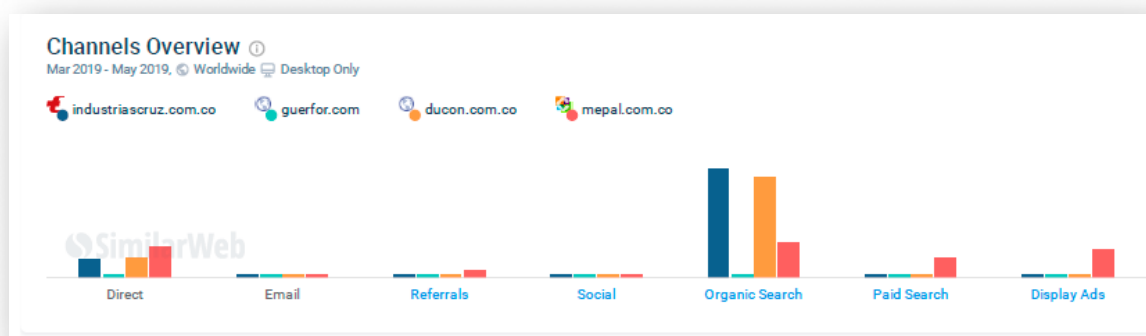 Channels Overview
Mar 2019 - May 2019, Worldwide Desktop Only
industriascruz.com.co guerfor.com ducon.com.co mepal.com.co
SimilarWeb
Direct Email Referrals Social Organic Search Paid Search Display Ads